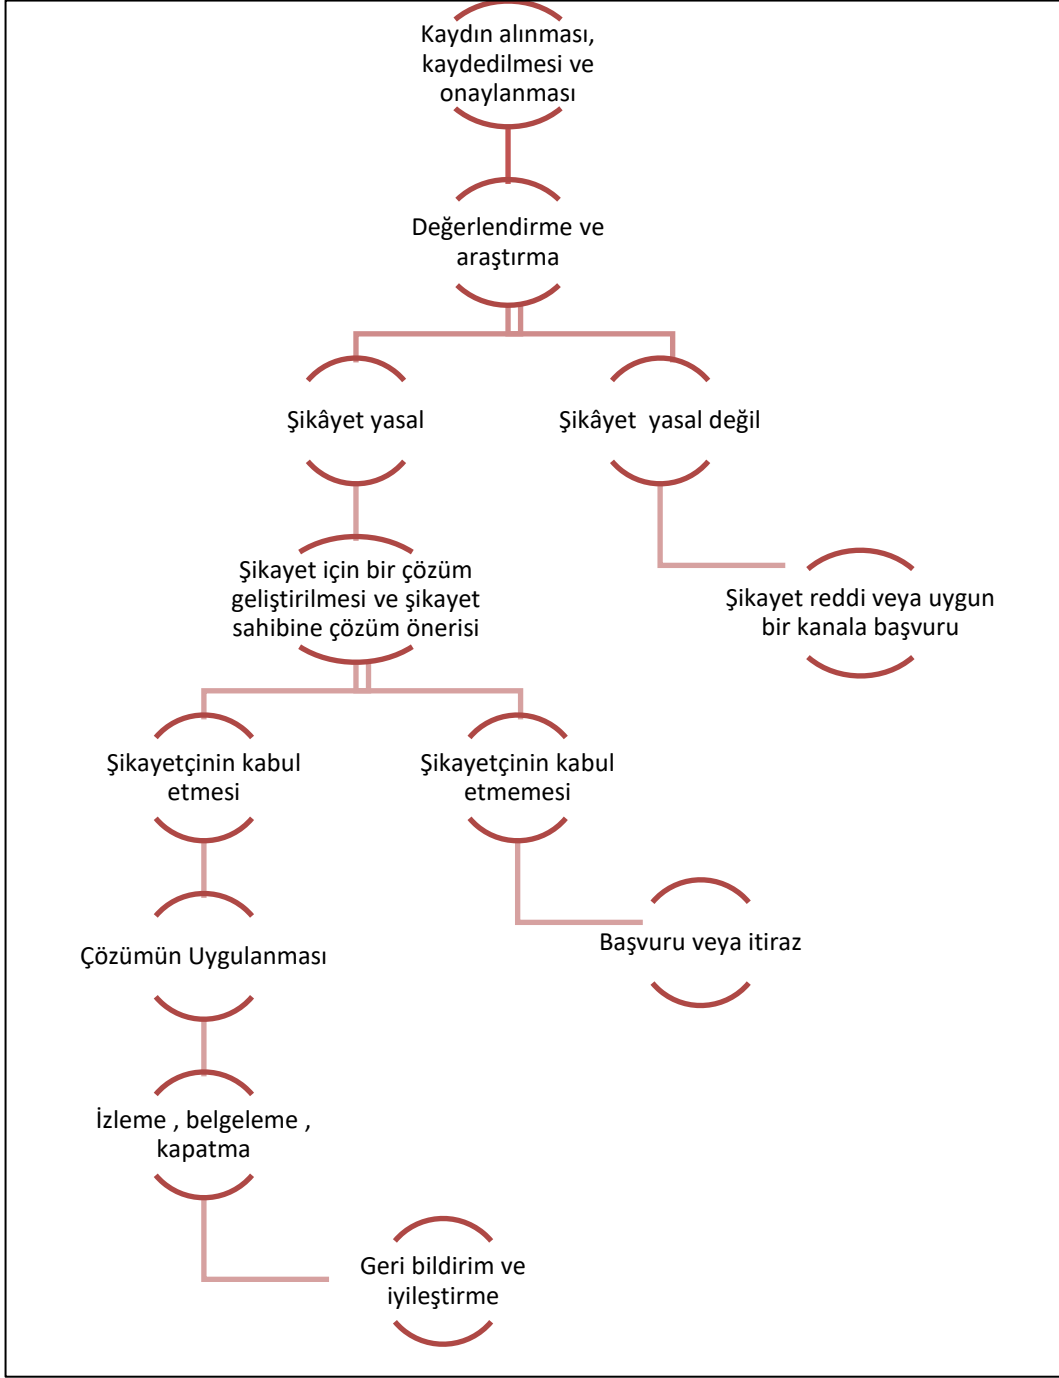 Kaydın alınması,
kaydedilmesi ve
onaylanması
Değerlendirme ve
araştırma
Şikâyet yasal
Şikâyet  yasal değil
Şikayet için bir çözüm
geliştirilmesi ve şikayet
sahibine çözüm önerisi
Şikayet reddi veya uygun
bir kanala başvuru
Şikayetçinin kabul
etmesi
Şikayetçinin kabul
etmemesi
Çözümün Uygulanması
Başvuru veya itiraz
İzleme , belgeleme ,
kapatma
Geri bildirim ve
iyileştirme